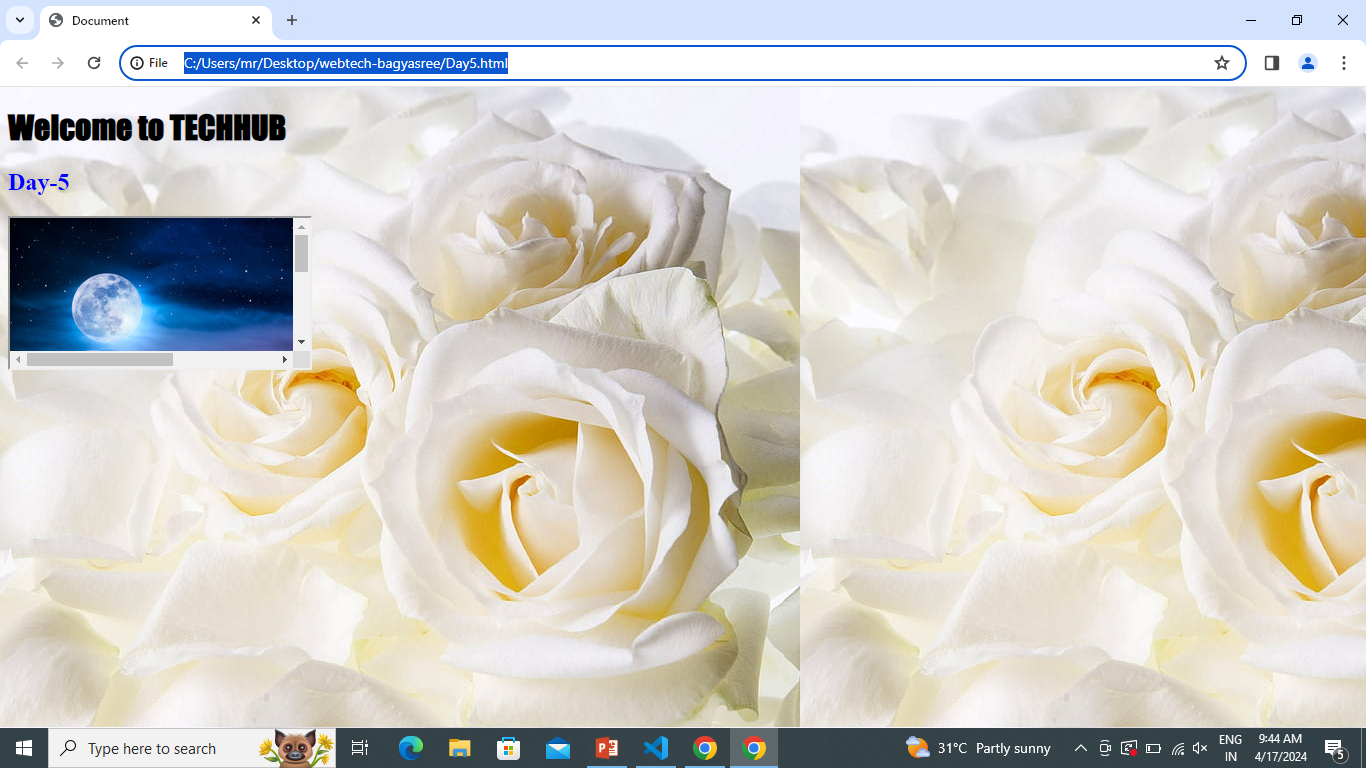 Document
File
C:/Users/mr/Desktop/webtech-bagyasree/Day5.html
Welcome to TECHHUB
Day-5
Type here to search
31°C Partly sunny
ENG
IN
9:44 AM
4/17/2024
5